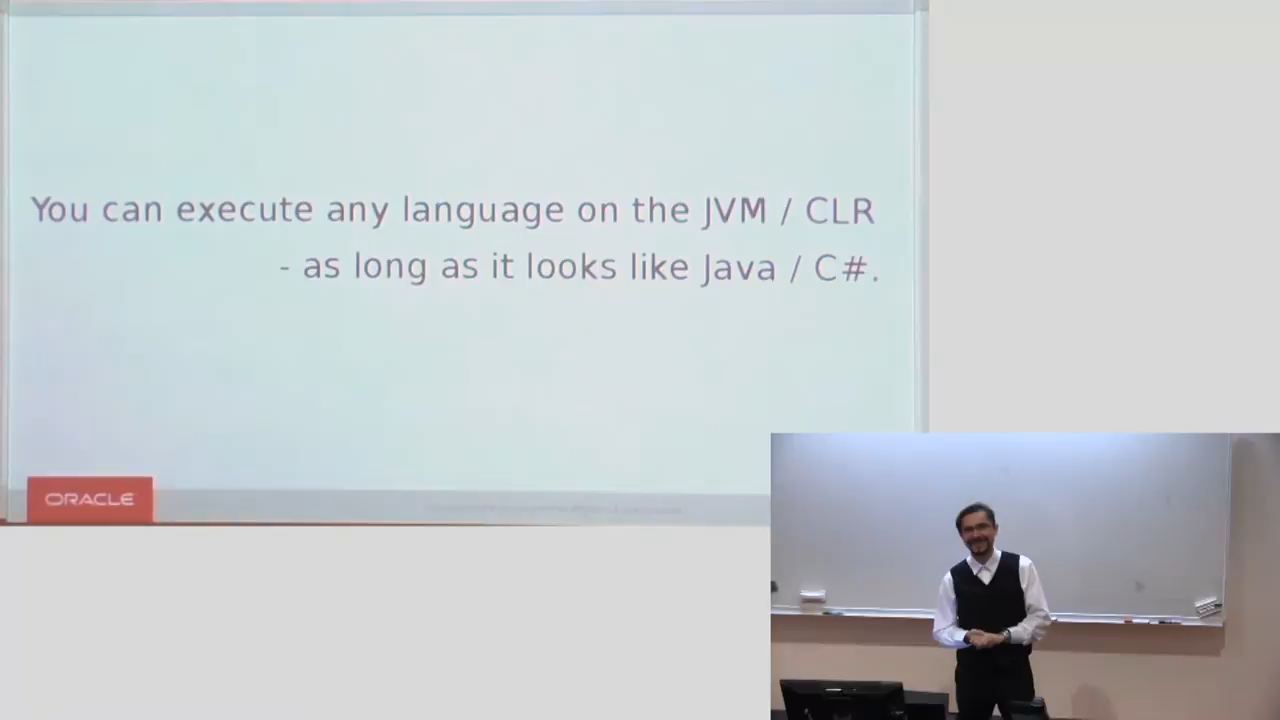 You can execute any language on the JVM / CLR
- as long as it looks like Java / C#.
ORACLE